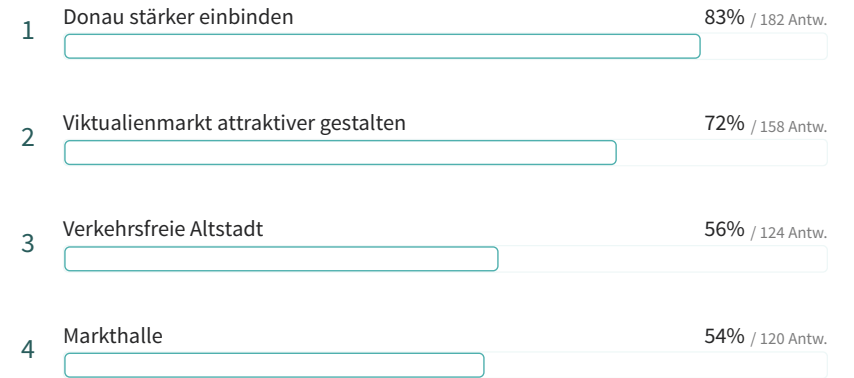 1 Donau stärker einbinden 83% / 182 Antw.
2 Viktualienmarkt attraktiver gestalten 72% / 158 Antw.
3 Verkehrsfreie Altstadt 56% / 124 Antw.
4 Markthalle 54% / 120 Antw.